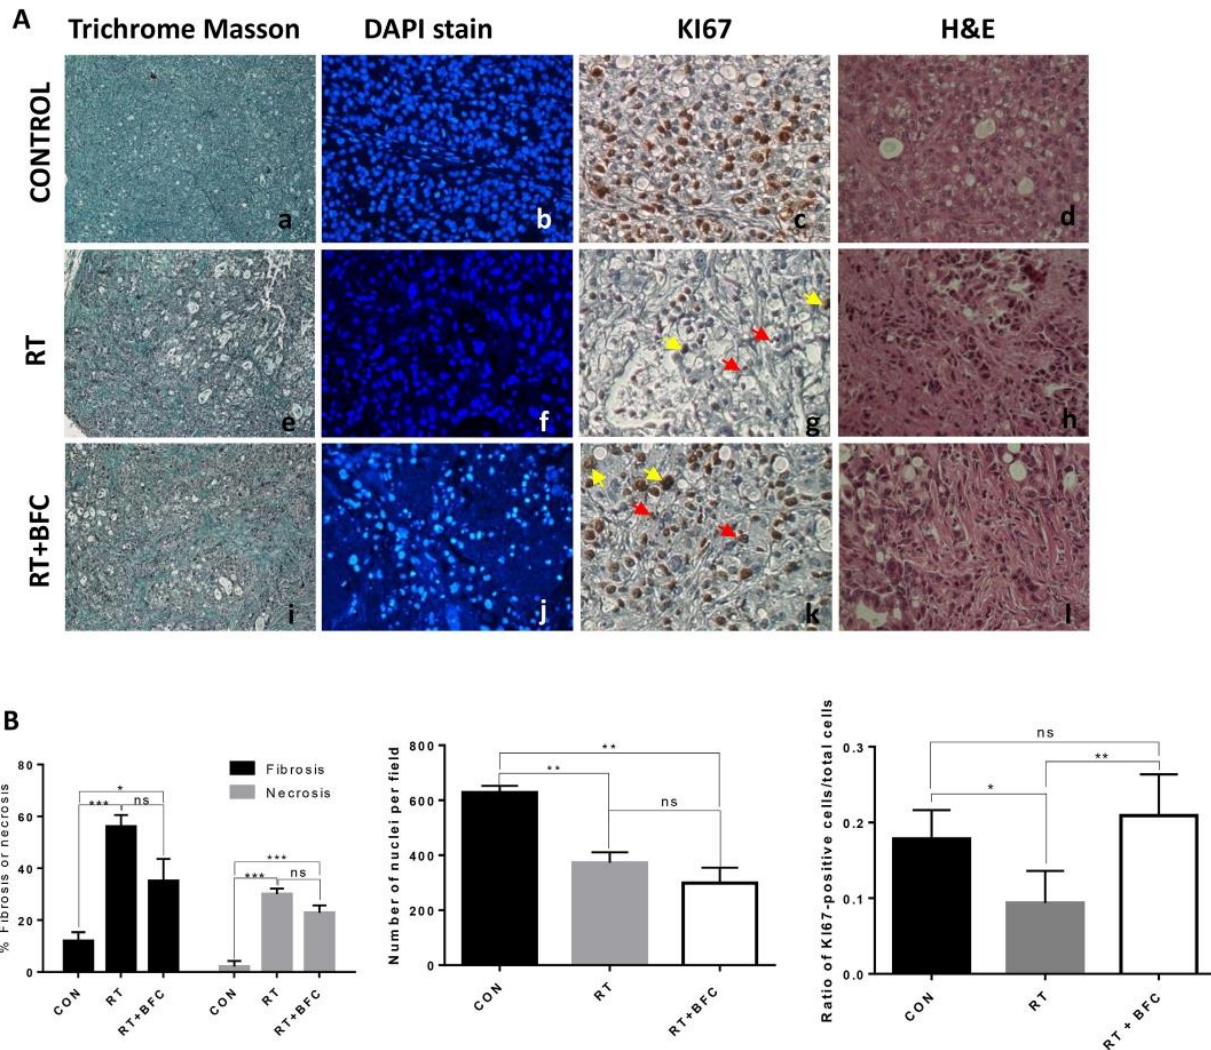 A
Trichrome Masson DAPI stain KI67 H&E
CONTROL
a b c d
RT
e f g h
RT+BFC
i j k l
B
% Fibrosis or necrosis
80
60
40
20
0
Fibrosis
Necrosis
* *** ns
*** *** ns
CON RT RT+BFC CON RT RT+BFC
Number of nuclei per field
800
600
400
200
0
**
**
ns
CON RT RT+BFC
Ratio of KI67-positive cells/total cells
0.3
0.2
0.1
0.0
ns
**
*
CON RT RT + BFC